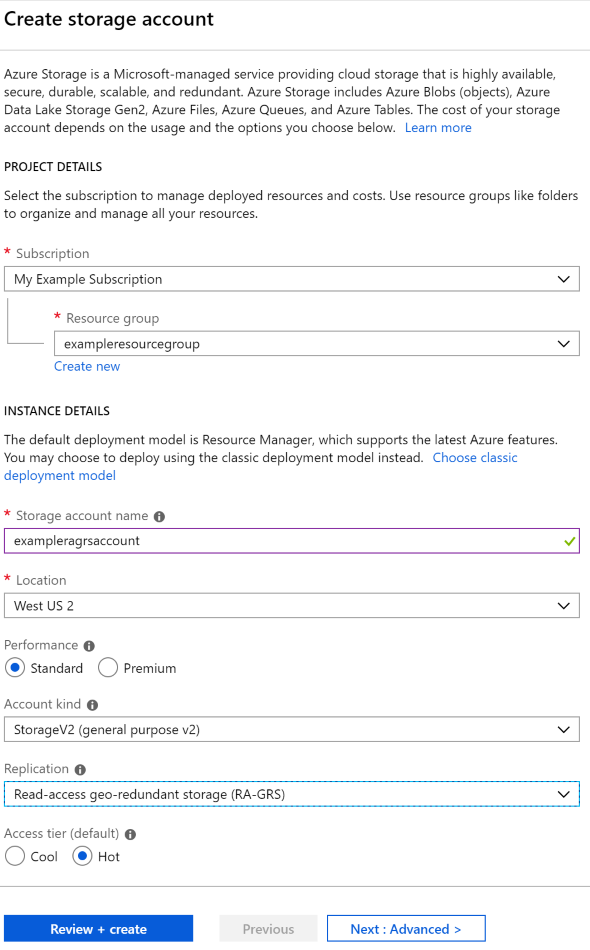 Create storage account
Azure Storage is a Microsoft-managed service providing cloud storage that is highly available,
secure, durable, scalable, and redundant. Azure Storage includes Azure Blobs (objects), Azure
Data Lake Storage Gen2, Azure Files, Azure Queues, and Azure Tables. The cost of your storage
account depends on the usage and the options you choose below. Learn more
PROJECT DETAILS
Select the subscription to manage deployed resources and costs. Use resource groups like folders
to organize and manage all your resources.
* Subscription
My Example Subscription
* Resource group
exampleresourcegroup
Create new
INSTANCE DETAILS
The default deployment model is Resource Manager, which supports the latest Azure features.
You may choose to deploy using the classic deployment model instead. Choose classic
deployment model
* Storage account name
exampleragrsaccount
* Location
West US 2
Performance
Standard Premium
Account kind
StorageV2 (general purpose v2)
Replication
Read-access geo-redundant storage (RA-GRS)
Access tier (default)
Cool Hot
Review + create Previous Next : Advanced >